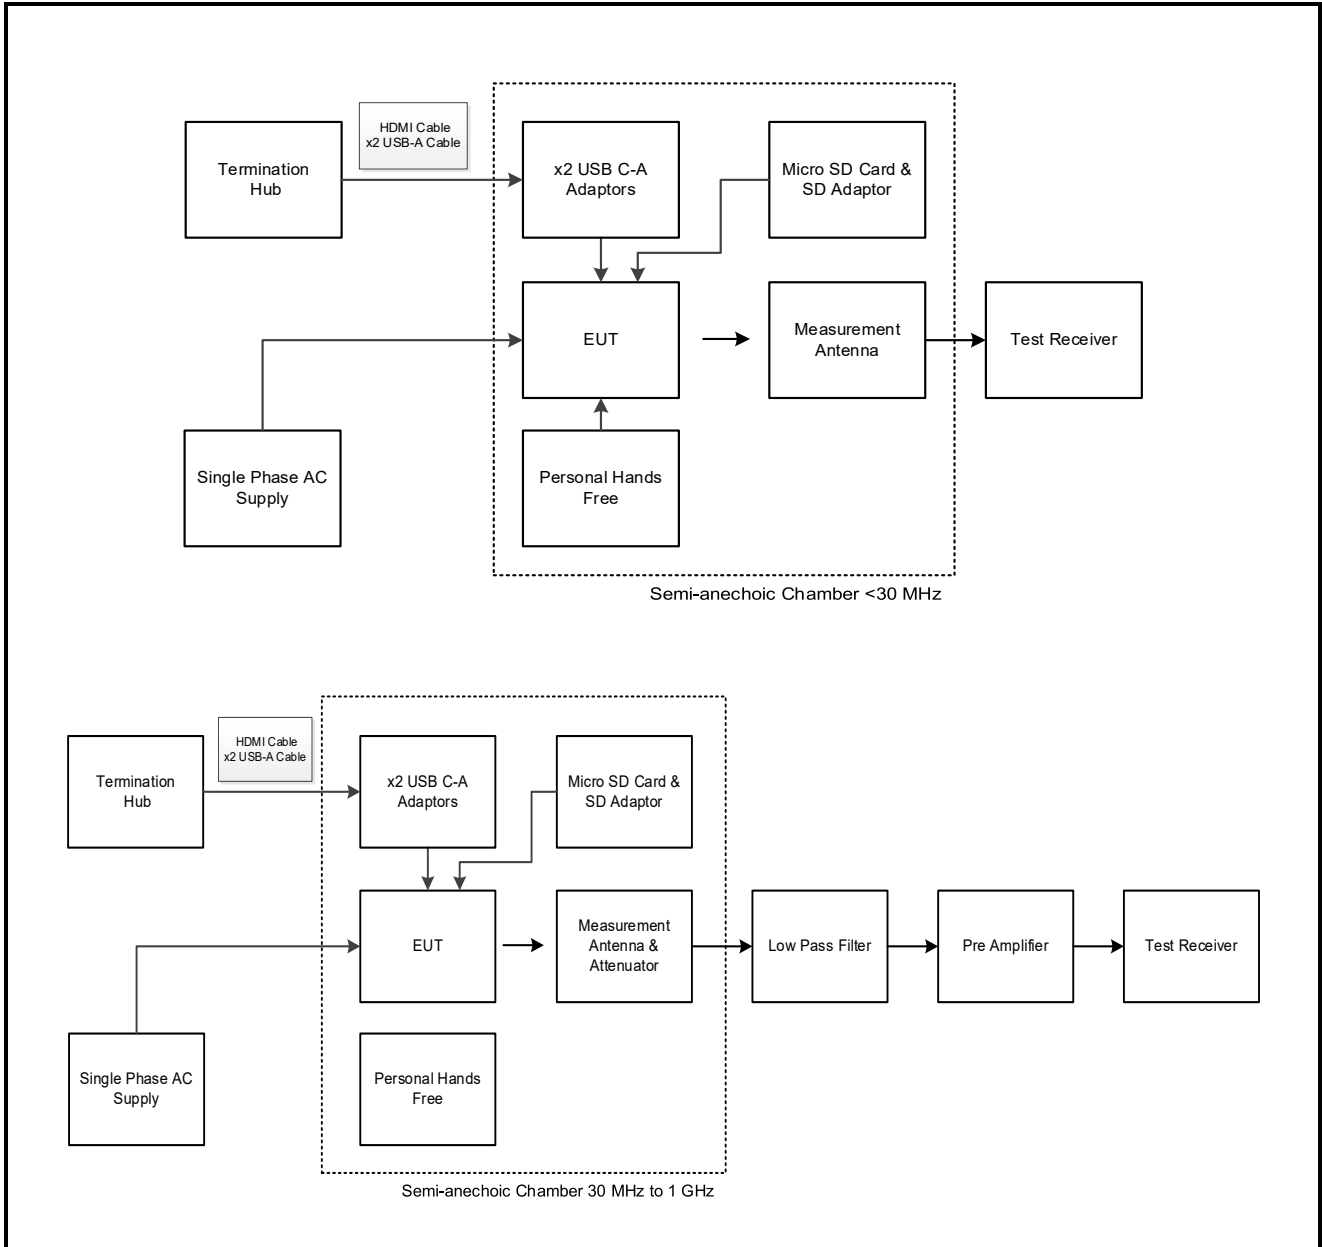 HDMI Cable
x2 USB-A Cable
Termination
Hub
x2 USB C-A
Adaptors
Micro SD Card &
SD Adaptor
EUT
Measurement
Antenna
Test Receiver
Single Phase AC
Supply
Personal Hands
Free
Semi-anechoic Chamber <30 MHz
HDMI Cable
x2 USB-A Cable
Termination
Hub
x2 USB C-A
Adaptors
Micro SD Card &
SD Adaptor
EUT
Measurement
Antenna &
Attenuator
Low Pass Filter
Pre Amplifier
Test Receiver
Single Phase AC
Supply
Personal Hands
Free
Semi-anechoic Chamber 30 MHz to 1 GHz